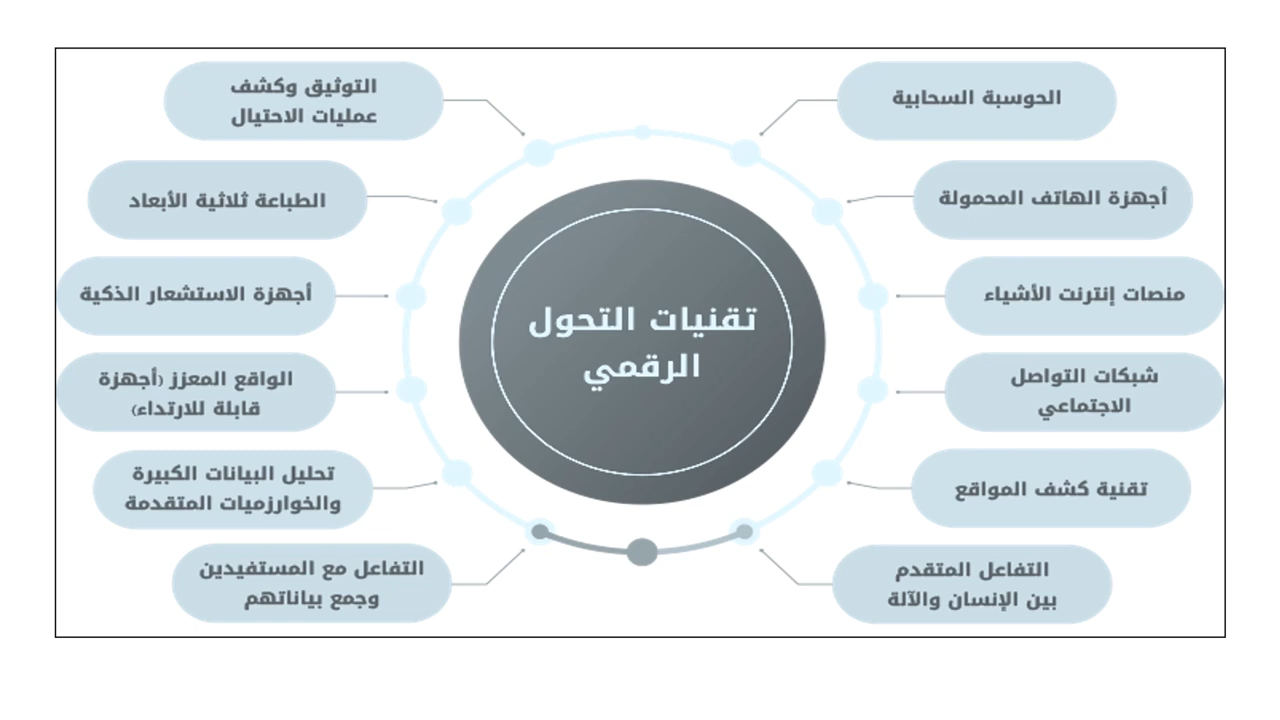 تقنيات التحول
الرقمي
الحوسبة السحابية
أجهزة الهاتف المحمولة
منصات إنترنت الأشياء
شبكات التواصل
الاجتماعي
تقنية كشف المواقع
التفاعل المتقدم
بين الإنسان والآلة
التوثيق وكشف
عمليات الاحتيال
الطباعة ثلاثية الأبعاد
أجهزة الاستشعار الذكية
الواقع المعزز (أجهزة
قابلة للارتداء)
تحليل البيانات الكبيرة
والخوارزميات المتقدمة
التفاعل مع المستفيدين
وجمع بياناتهم